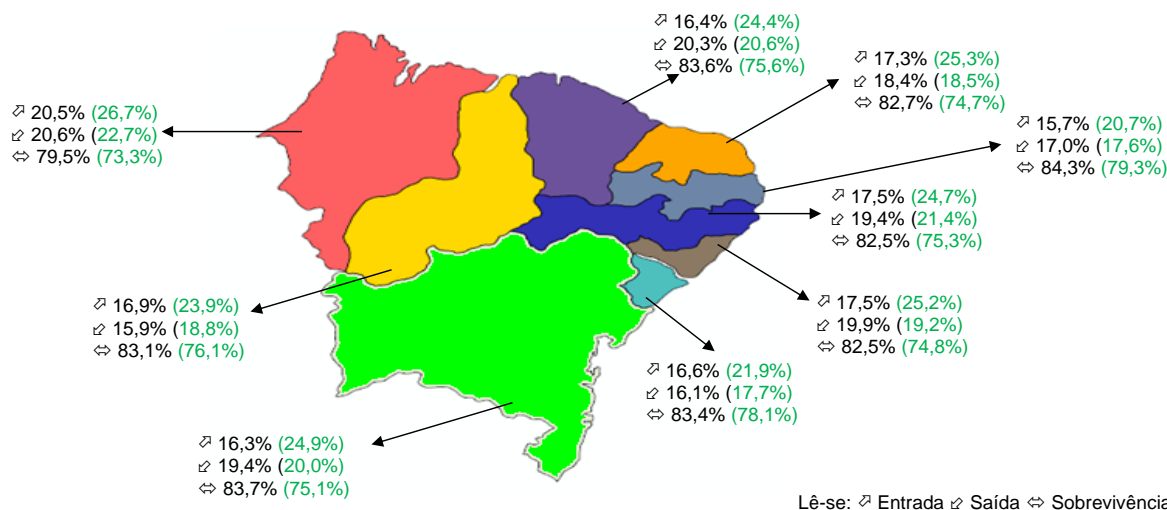 ⬀ 16,4% (24,4%)
⬃ 20,3% (20,6%)
⬄ 83,6% (75,6%)
⬀ 17,3% (25,3%)
⬃ 18,4% (18,5%)
⬄ 82,7% (74,7%)
⬀ 20,5% (26,7%)
⬃ 20,6% (22,7%)
⬄ 79,5% (73,3%)
⬀ 15,7% (20,7%)
⬃ 17,0% (17,6%)
⬄ 84,3% (79,3%)
⬀ 17,5% (24,7%)
⬃ 19,4% (21,4%)
⬄ 82,5% (75,3%)
⬀ 16,9% (23,9%)
⬃ 15,9% (18,8%)
⬄ 83,1% (76,1%)
⬀ 17,5% (25,2%)
⬃ 19,9% (19,2%)
⬄ 82,5% (74,8%)
⬀ 16,6% (21,9%)
⬃ 16,1% (17,7%)
⬄ 83,4% (78,1%)
⬀ 16,3% (24,9%)
⬃ 19,4% (20,0%)
⬄ 83,7% (75,1%)
Lê-se: ⬀ Entrada ⬃ Saída ⬄ Sobrevivência